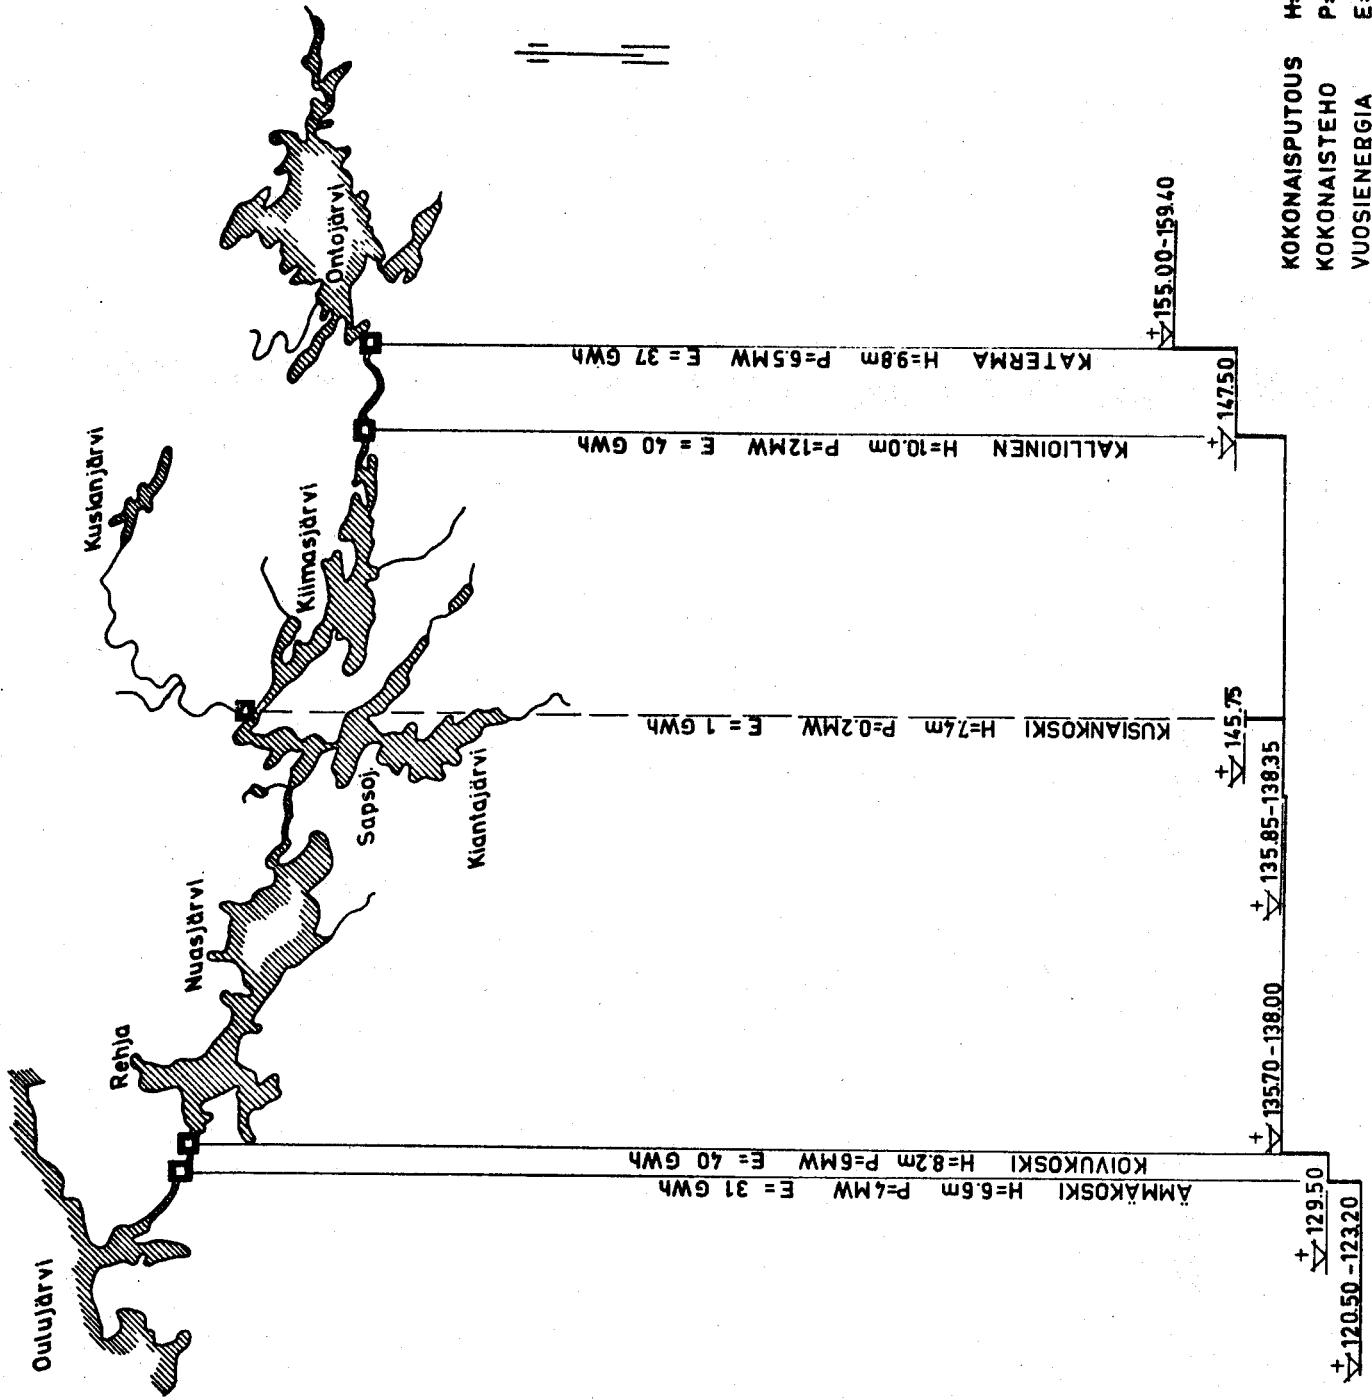 Oulujärvi
Rehja
Nuasjärvi
Sapsoj.
Kiantajärvi
Kusianjärvi
Kiimasjärvi
Ontojärvi
ÄMMÄKOSKI H=6.6m P=4MW E = 31 GWh
KOIVUKOSKI H=8.2m P=6MW E = 40 GWh
KUSIANKOSKI H=7.4m P=0.2MW E = 1 GWh
KALLIOINEN H=10.0m P=12MW E = 40 GWh
KATERMA H=9.8m P=6.5MW E = 37 GWh
+120.50-123.20
+129.50
+135.70-138.00
+135.85-138.35
+145.75
+147.50
+155.00-159.40
KOKONAISPUTOUS H=
KOKONAISTEHO P=
VUOSIENERGIA E=